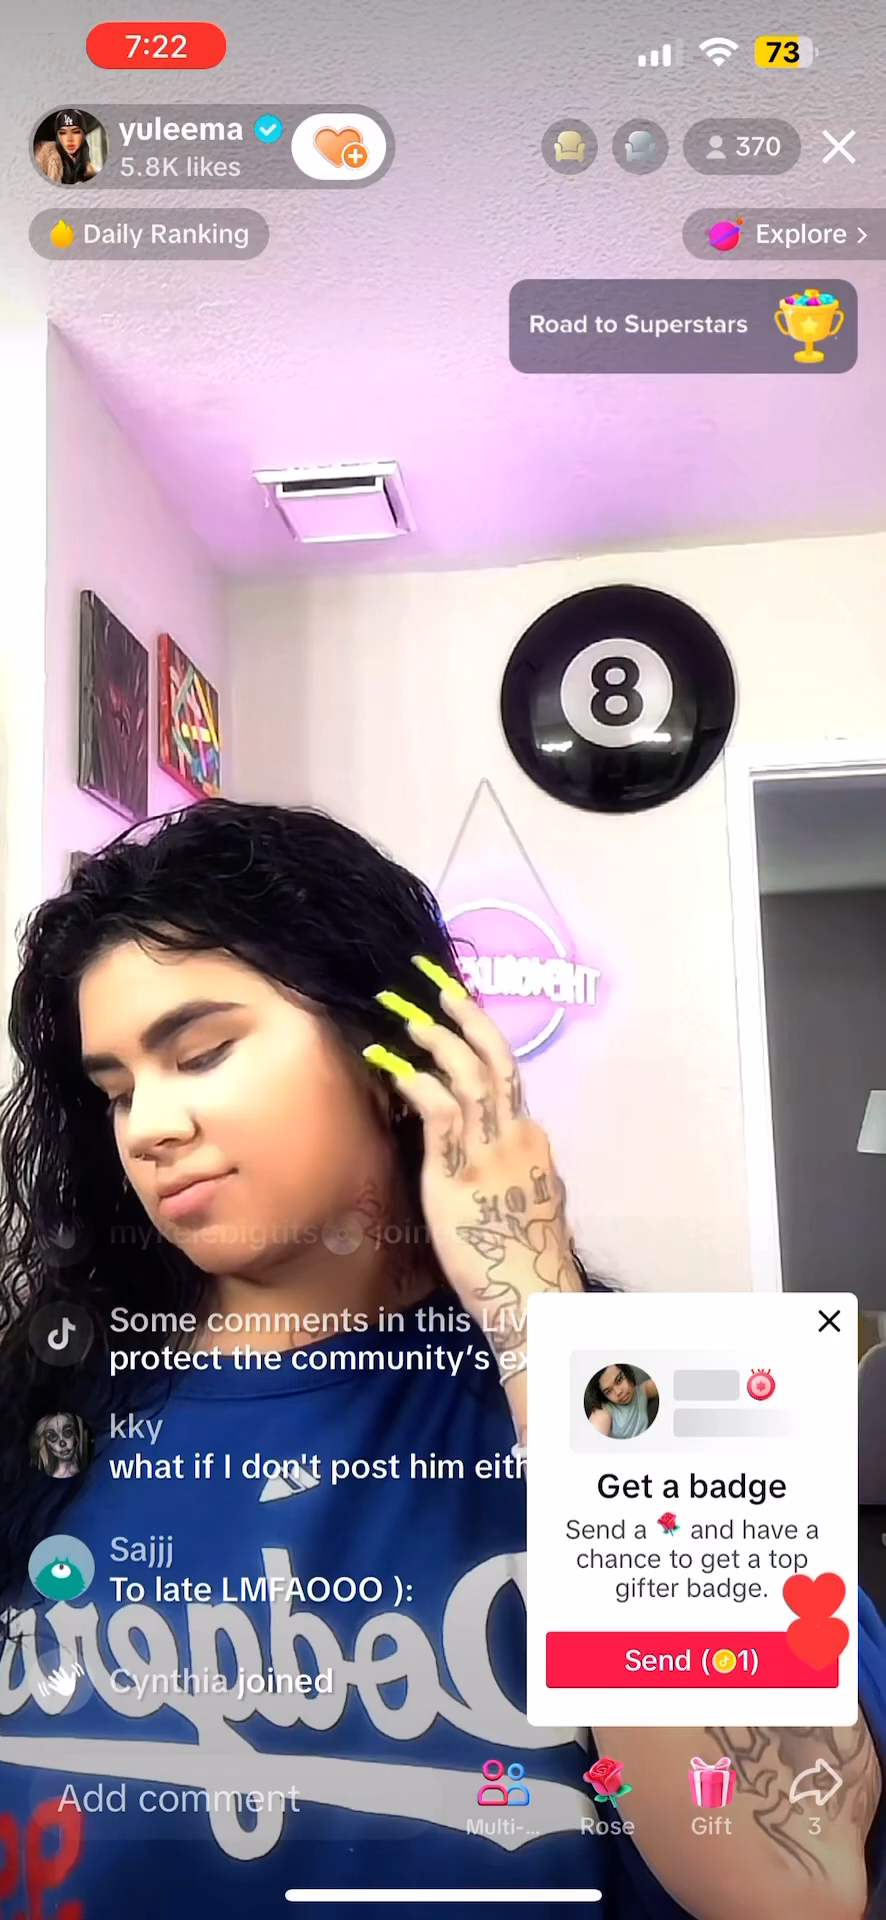 7:22
73
yuleema
5.8K likes
370
Daily Ranking
Explore >
Road to Superstars
8
join
Some comments in this LIV
protect the community's ex
kky
what if I don't post him eith
Sajjj
To late LMFAOOO ):
Cynthia joined
Get a badge
Send a 🌹 and have a
chance to get a top
gifter badge.
Send (1)
Dodgers
Add comment
Multi-...
Rose
Gift
3